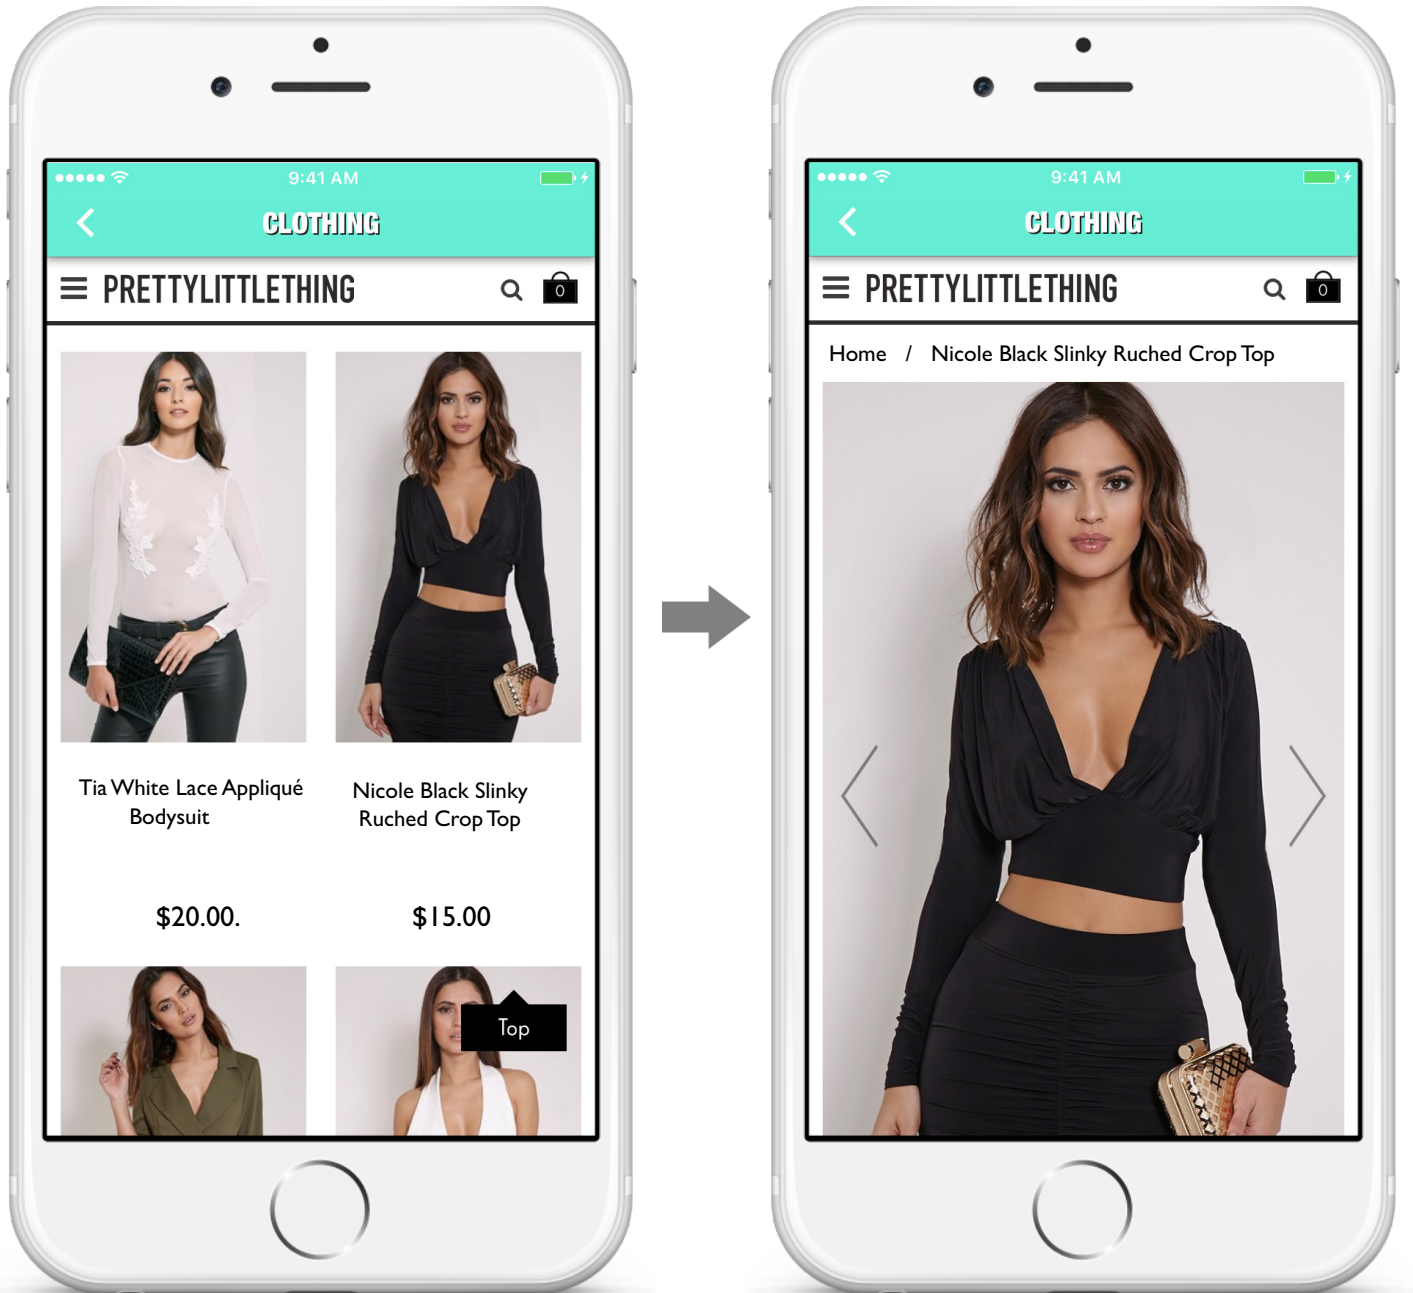 9:41 AM
CLOTHING
PRETTYLITTLETHING
0
Tia White Lace Appliqué
Bodysuit
Nicole Black Slinky
Ruched Crop Top
$20.00.
$15.00
Top
9:41 AM
CLOTHING
PRETTYLITTLETHING
0
Home / Nicole Black Slinky Ruched Crop Top